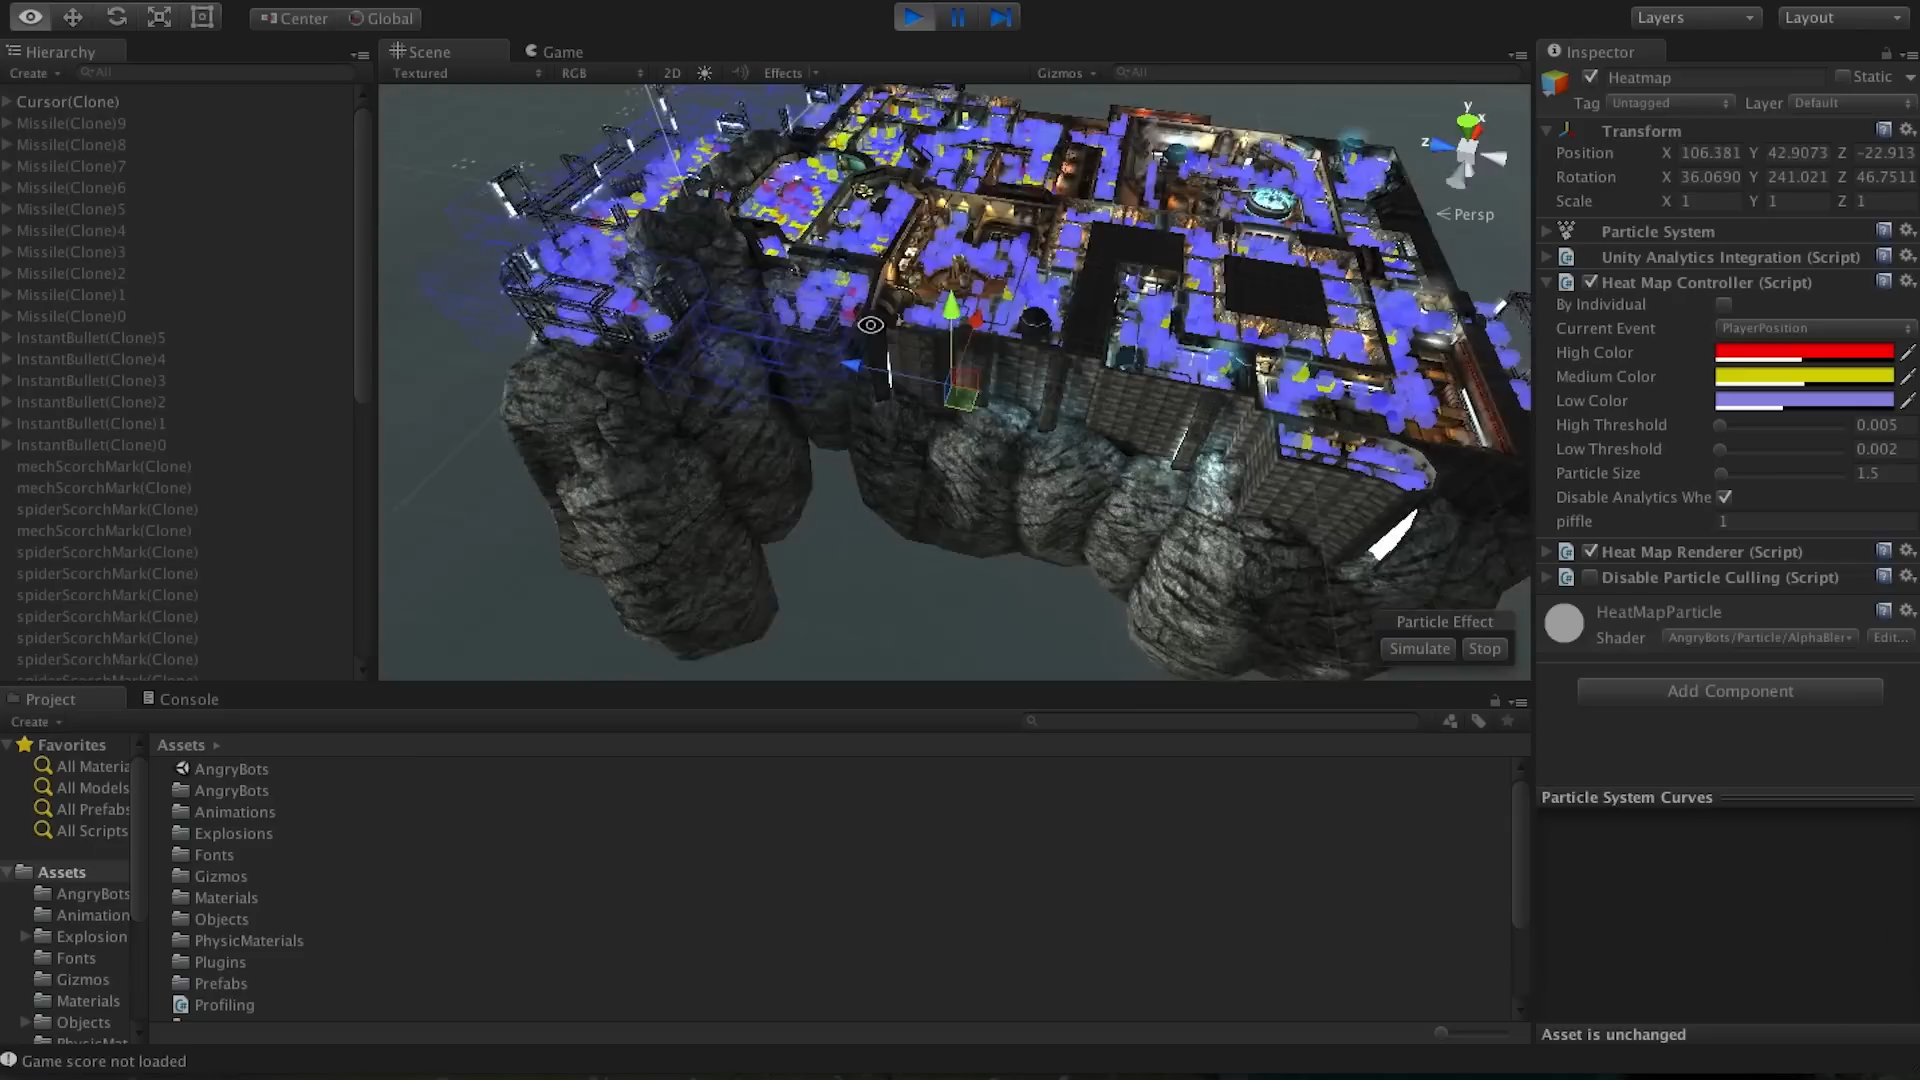 Center Global
Layers Layout
Hierarchy
Create All
Cursor(Clone)
Missile(Clone)9
Missile(Clone)8
Missile(Clone)7
Missile(Clone)6
Missile(Clone)5
Missile(Clone)4
Missile(Clone)3
Missile(Clone)2
Missile(Clone)1
Missile(Clone)0
InstantBullet(Clone)5
InstantBullet(Clone)4
InstantBullet(Clone)3
InstantBullet(Clone)2
InstantBullet(Clone)1
InstantBullet(Clone)0
mechScorchMark(Clone)
mechScorchMark(Clone)
spiderScorchMark(Clone)
mechScorchMark(Clone)
spiderScorchMark(Clone)
spiderScorchMark(Clone)
spiderScorchMark(Clone)
spiderScorchMark(Clone)
spiderScorchMark(Clone)
spiderScorchMark(Clone)
spiderScorchMark(Clone)
Scene Game
Textured RGB 2D Effects Gizmos All
y
x
z
Persp
Particle Effect
Simulate Stop
Inspector
Heatmap Static
Tag Untagged Layer Default
Transform
Position X 106.381 Y 42.9073 Z -22.913
Rotation X 36.0690 Y 241.021 Z 46.7511
Scale X 1 Y 1 Z 1
Particle System
Unity Analytics Integration (Script)
Heat Map Controller (Script)
By Individual
Current Event PlayerPosition
High Color
Medium Color
Low Color
High Threshold 0.005
Low Threshold 0.002
Particle Size 1.5
Disable Analytics Whe
piffle 1
Heat Map Renderer (Script)
Disable Particle Culling (Script)
HeatMapParticle
Shader AngryBots/Particle/AlphaBler Edit...
Add Component
Particle System Curves
Asset is unchanged
Project Console
Create
Favorites
All Materia
All Models
All Prefabs
All Scripts
Assets
AngryBots
Animation
Explosion
Fonts
Gizmos
Materials
Objects
PhysicMat
Assets
AngryBots
AngryBots
Animations
Explosions
Fonts
Gizmos
Materials
Objects
PhysicMaterials
Plugins
Prefabs
Profiling
Game score not loaded